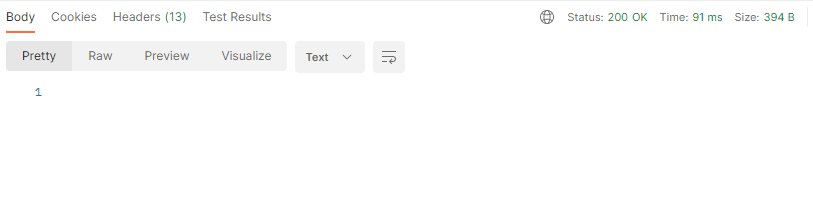 Body Cookies Headers (13) Test Results Status: 200 OK Time: 91 ms Size: 394 B
Pretty Raw Preview Visualize Text
1